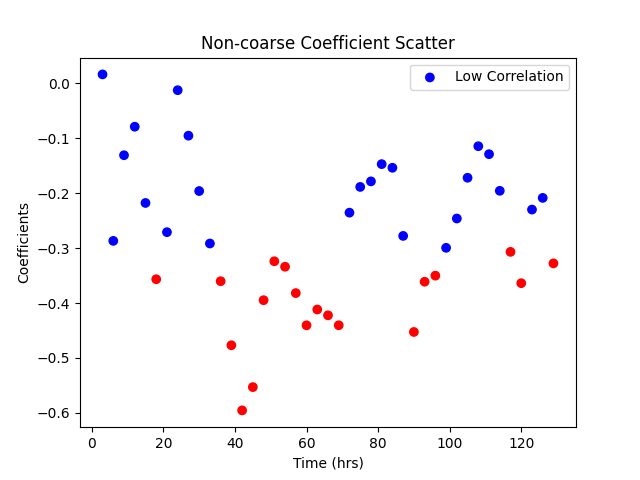 Non-coarse Coefficient Scatter
Low Correlation
Coefficients
0.0
−0.1
−0.2
−0.3
−0.4
−0.5
−0.6
0 20 40 60 80 100 120
Time (hrs)